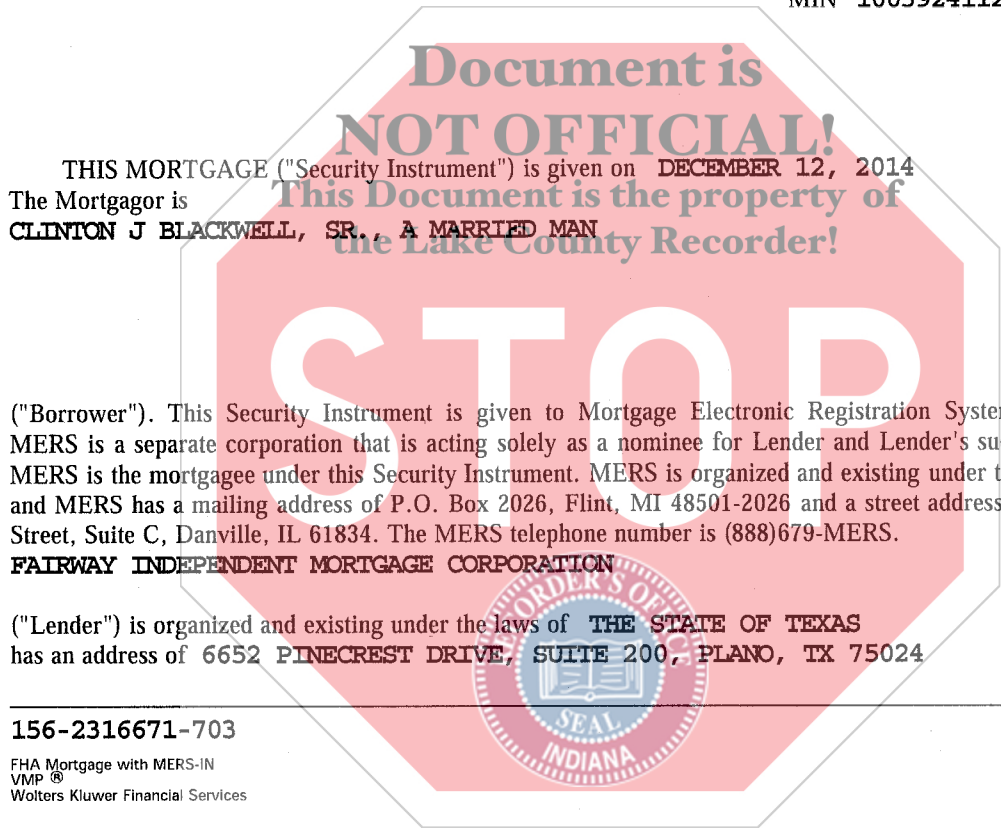 MIN 1003924112
Document is
NOT OFFICIAL!
THIS MORTGAGE ("Security Instrument") is given on DECEMBER 12, 2014
This Document is the property of
The Mortgagor is
CLINTON J BLACKWELL, SR., A MARRIED MAN
the Lake County Recorder!
STOP
("Borrower"). This Security Instrument is given to Mortgage Electronic Registration System
MERS is a separate corporation that is acting solely as a nominee for Lender and Lender's su
MERS is the mortgagee under this Security Instrument. MERS is organized and existing under t
and MERS has a mailing address of P.O. Box 2026, Flint, MI 48501-2026 and a street address
Street, Suite C, Danville, IL 61834. The MERS telephone number is (888)679-MERS.
FAIRWAY INDEPENDENT MORTGAGE CORPORATION
("Lender") is organized and existing under the laws of THE STATE OF TEXAS
has an address of 6652 PINECREST DRIVE, SUITE 200, PLANO, TX 75024
RECORDER'S OFFICE
SEAL
INDIANA
156-2316671-703
FHA Mortgage with MERS-IN
VMP ®
Wolters Kluwer Financial Services